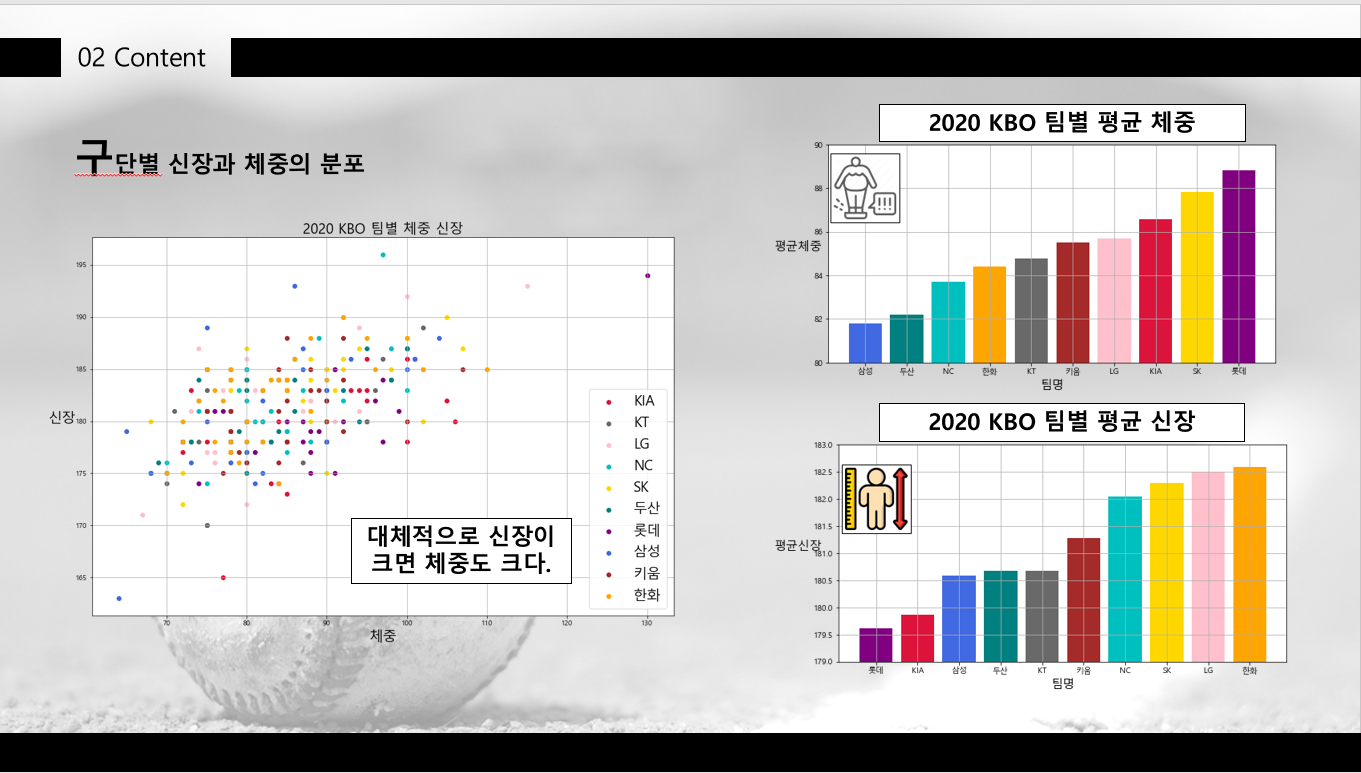 02 Content
구단별 신장과 체중의 분포
2020 KBO 팀별 체중 신장
195
190
185
180
175
170
165
신장
70 80 90 100 110 120 130
체중
KIA
KT
LG
NC
SK
두산
롯데
삼성
키움
한화
대체적으로 신장이
크면 체중도 크다.
2020 KBO 팀별 평균 체중
90
88
86
84
82
80
평균체중
삼성 두산 NC 한화 KT 키움 LG KIA SK 롯데
팀명
2020 KBO 팀별 평균 신장
183.0
182.5
182.0
181.5
181.0
180.5
180.0
179.5
179.0
평균신장
롯데 KIA 삼성 두산 KT 키움 NC SK LG 한화
팀명